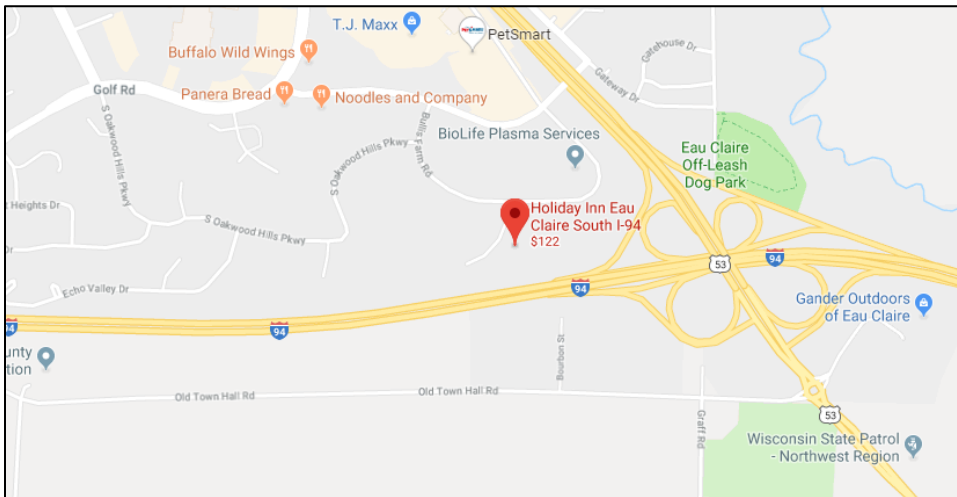 T.J. Maxx
PetSmart
Gatehouse Dr
Buffalo Wild Wings
Gateway Dr
Golf Rd
Panera Bread
Noodles and Company
S Oakwood Hills Pkwy
S Oakwood Hills Pkwy
Bullis Farm Rd
BioLife Plasma Services
Eau Claire
Off-Leash
Dog Park
Heights Dr
Holiday Inn Eau
Claire South I-94
$122
S Oakwood Hills Pkwy
Dr
53
94
Echo Valley Dr
94
Gander Outdoors
of Eau Claire
94
94
unty
tion
Bourbon St
Old Town Hall Rd
Old Town Hall Rd
Graff Rd
53
Wisconsin State Patrol
- Northwest Region